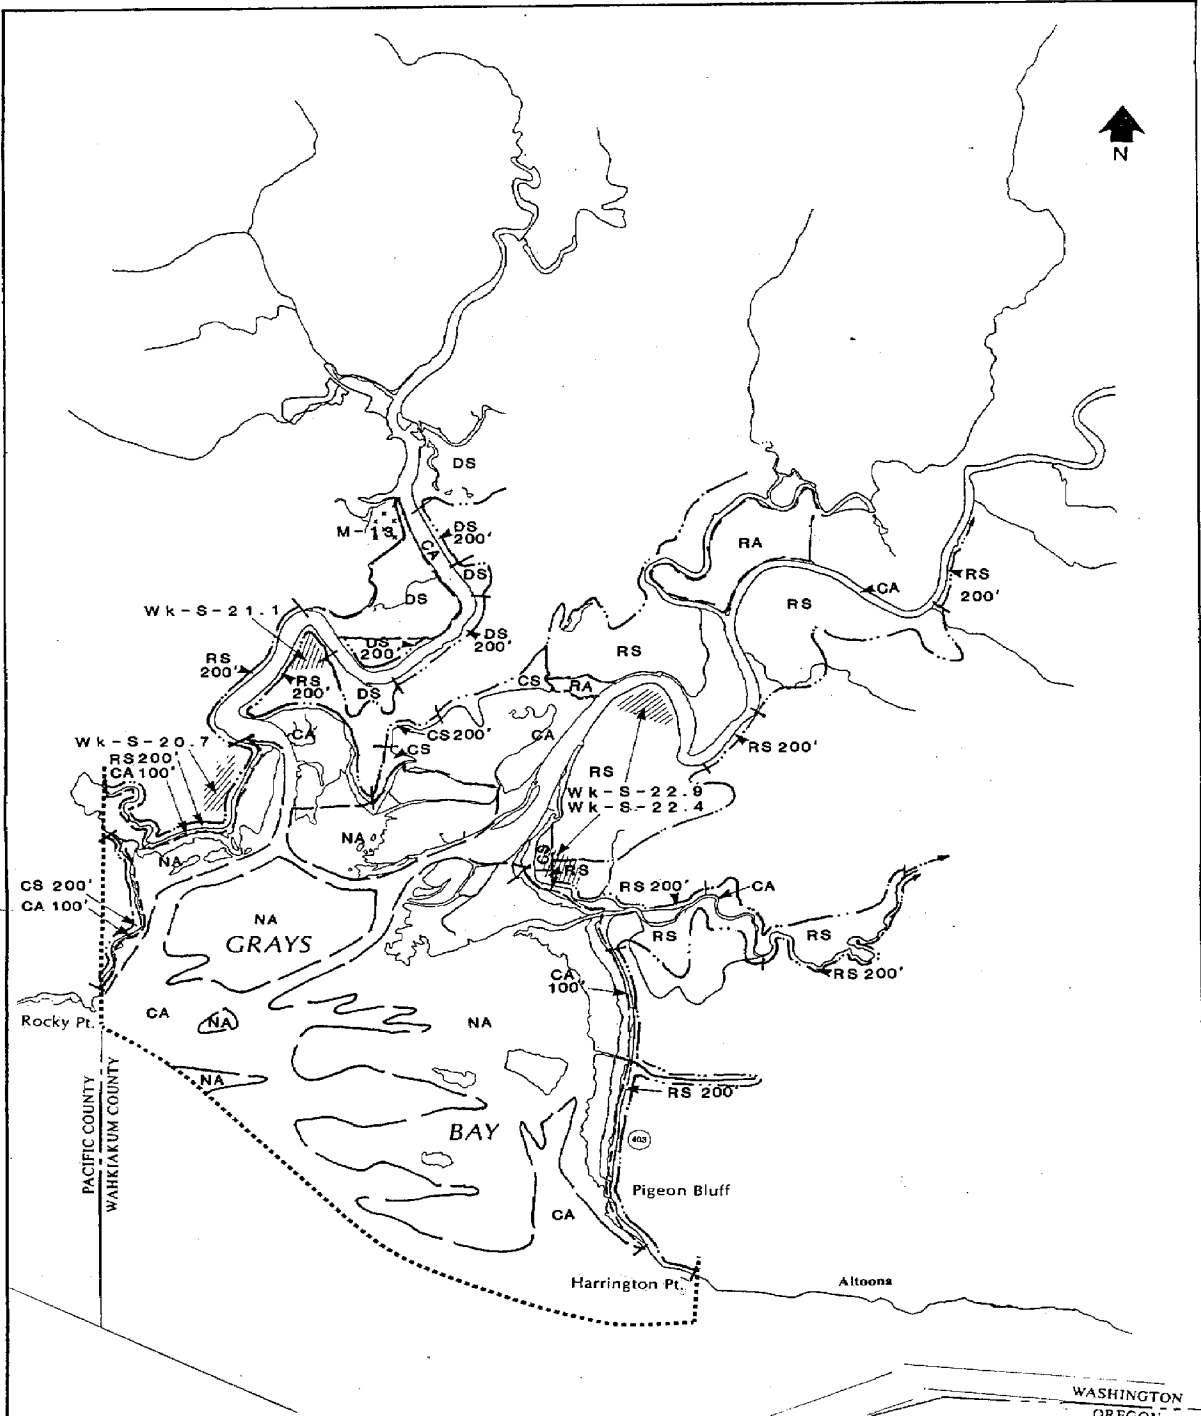 N
DS
M-13
DS
200'
CA
RA
DS
CA
RS
200'
DS
Wk-S-21.1
RS
DS
200'
DS
200'
RS
200'
RS
RS
200'
CS
RA
DS
CA
CS 200'
CA
CS
RS 200'
Wk-S-20.7
RS 200'
CA 100'
RS
Wk-S-22.9
Wk-S-22.4
NA
NA
CS
RS
CS 200'
CA 100'
RS 200'
CA
NA
GRAYS
RS
RS
RS 200'
CA
100'
CA
NA
NA
Rocky Pt.
NA
RS 200'
PACIFIC COUNTY
WAHKIAKUM COUNTY
BAY
403
Pigeon Bluff
CA
Harrington Pt.
Altoona
WASHINGTON
OREGON